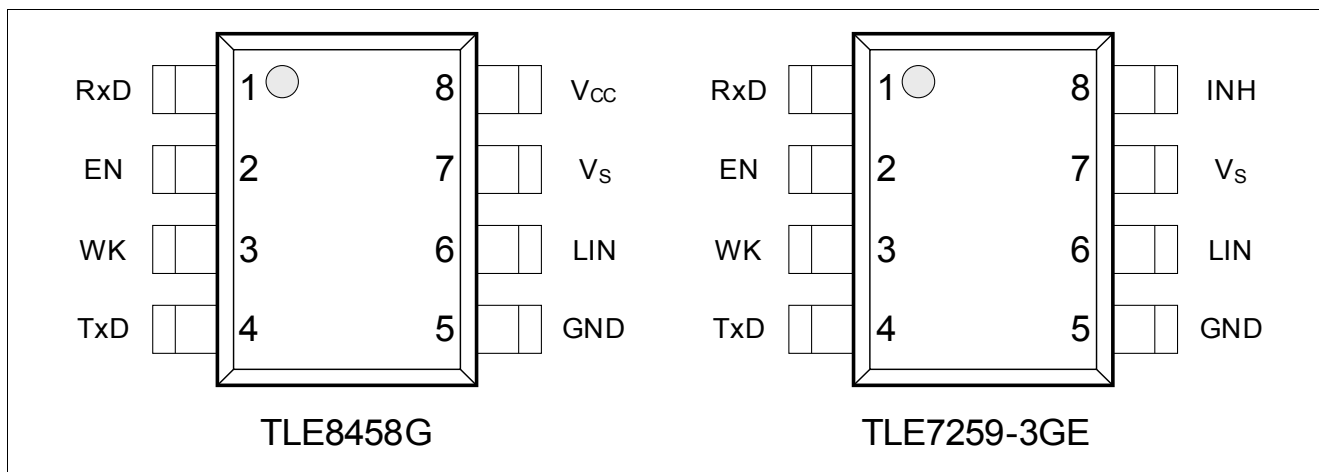 RxD 1 8 VCC RxD 1 8 INH
EN 2 7 VS EN 2 7 VS
WK 3 6 LIN WK 3 6 LIN
TxD 4 5 GND TxD 4 5 GND
TLE8458G TLE7259-3GE